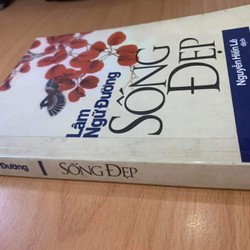 Lâm
Ngữ Đường
SỐNG
ĐẸP
Nguyễn Hiến Lê
dịch
Đường
SỐNG ĐẸP